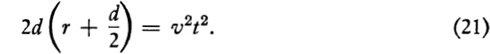 2d(r + d/2) = v²t². (21)